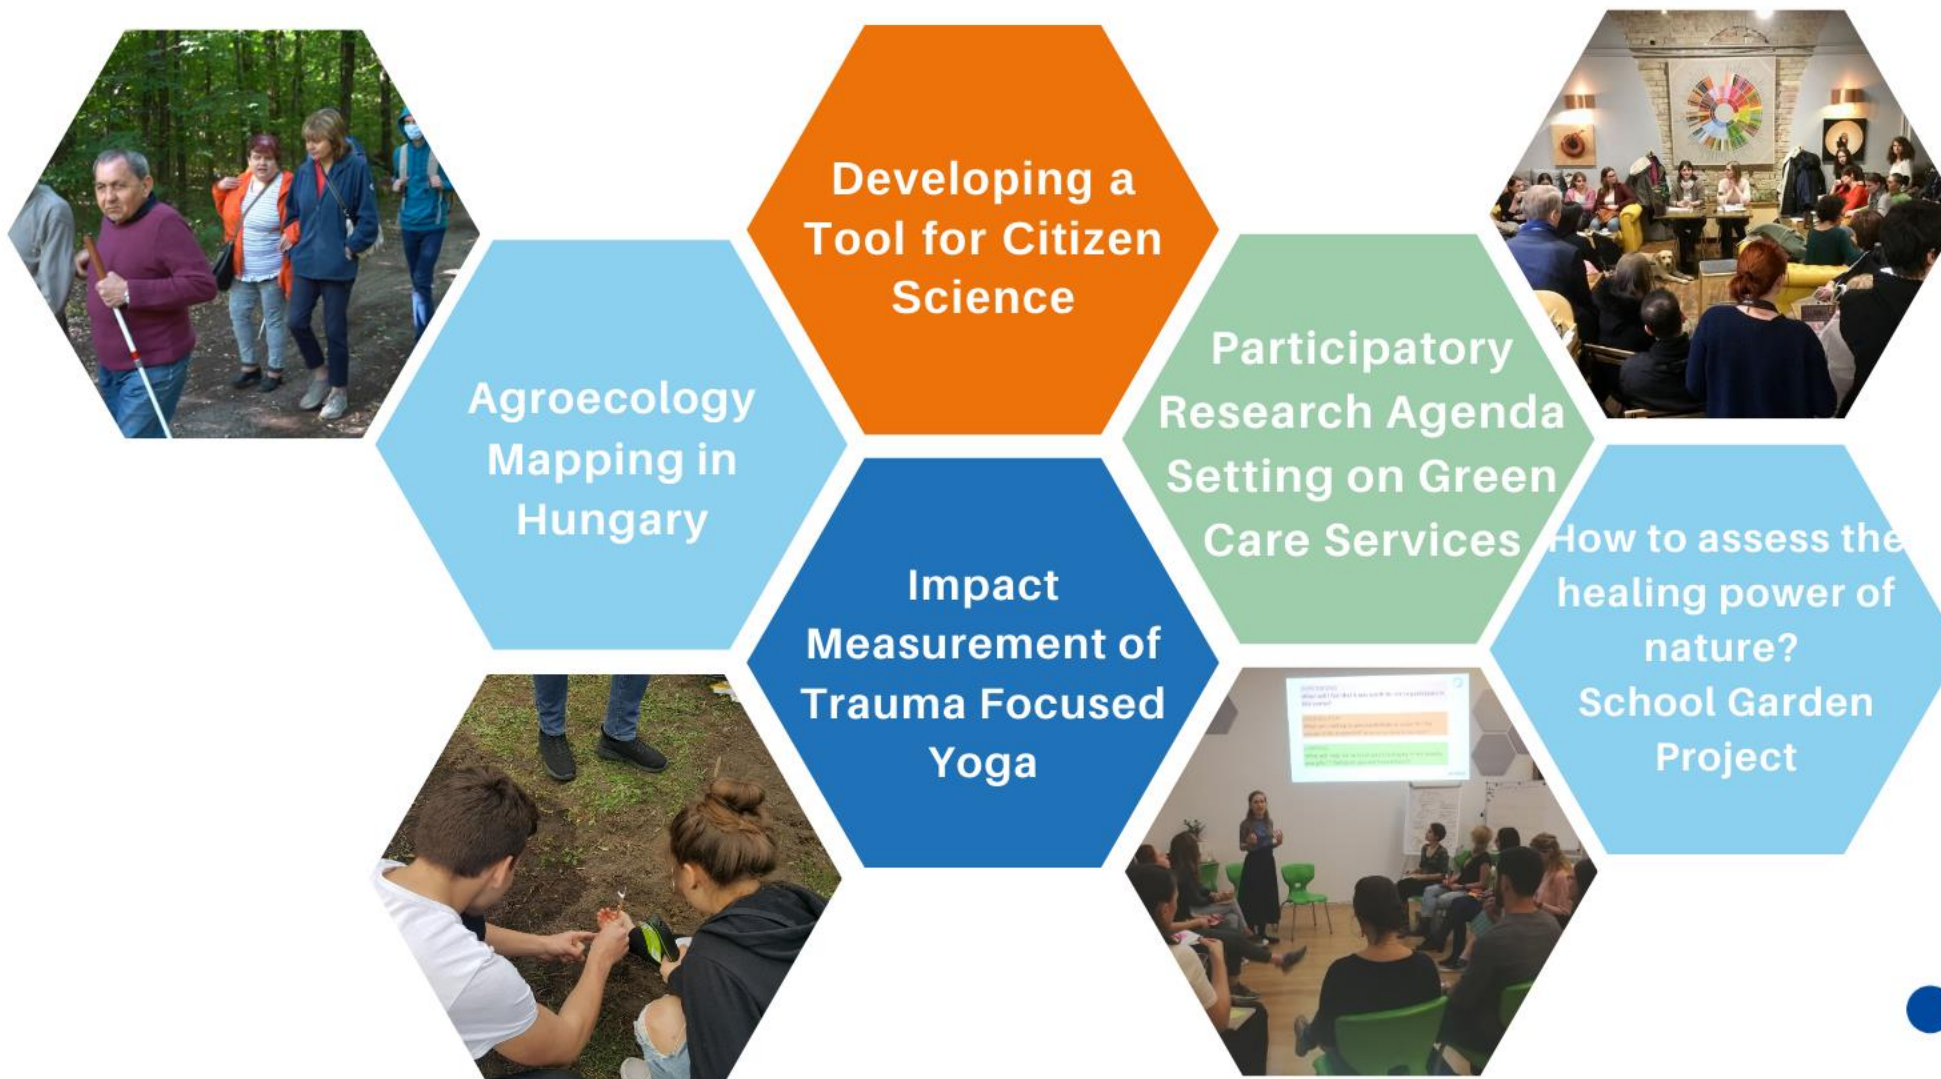 Developing a
Tool for Citizen
Science
Agroecology
Mapping in
Hungary
Participatory
Research Agenda
Setting on Green
Care Services
Impact
Measurement of
Trauma Focused
Yoga
How to assess the
healing power of
nature?
School Garden
Project